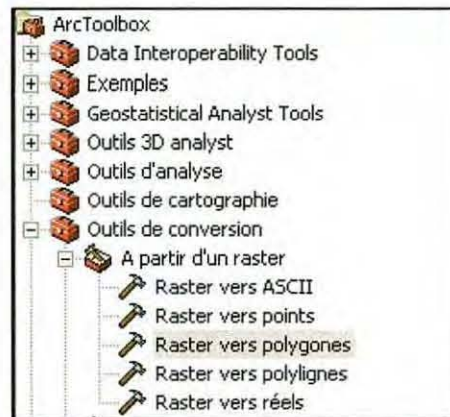 ArcToolbox
Data Interoperability Tools
Exemples
Geostatistical Analyst Tools
Outils 3D analyst
Outils d'analyse
Outils de cartographie
Outils de conversion
A partir d'un raster
Raster vers ASCII
Raster vers points
Raster vers polygones
Raster vers polylignes
Raster vers réels